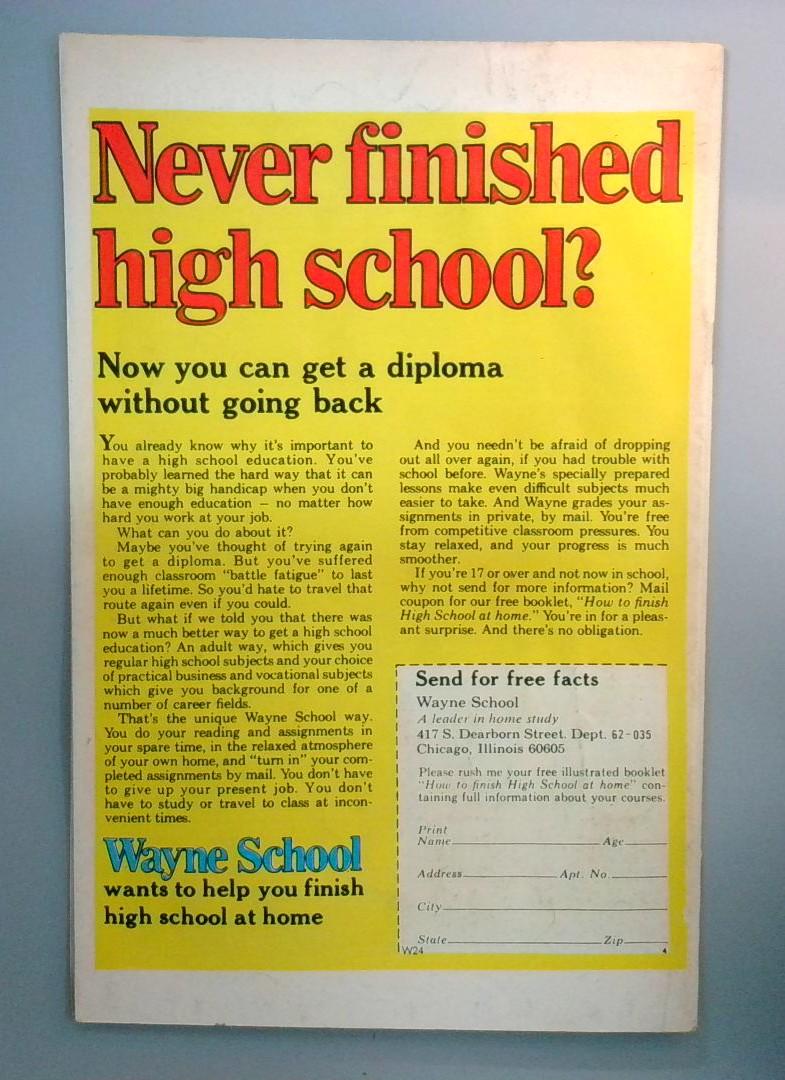 Never finished
high school?
Now you can get a diploma
without going back
You already know why it's important to
have a high school education. You've
probably learned the hard way that it can
be a mighty big handicap when you don't
have enough education – no matter how
hard you work at your job.
What can you do about it?
Maybe you've thought of trying again
to get a diploma. But you've suffered
enough classroom "battle fatigue" to last
you a lifetime. So you'd hate to travel that
route again even if you could.
But what if we told you that there was
now a much better way to get a high school
education? An adult way, which gives you
regular high school subjects and your choice
of practical business and vocational subjects
which give you background for one of a
number of career fields.
That's the unique Wayne School way.
You do your reading and assignments in
your spare time, in the relaxed atmosphere
of your own home, and "turn in" your com-
pleted assignments by mail. You don't have
to give up your present job. You don't
have to study or travel to class at incon-
venient times.
Wayne School
wants to help you finish
high school at home
And you needn't be afraid of dropping
out all over again, if you had trouble with
school before. Wayne's specially prepared
lessons make even difficult subjects much
easier to take. And Wayne grades your as-
signments in private, by mail. You're free
from competitive classroom pressures. You
stay relaxed, and your progress is much
smoother.
If you're 17 or over and not now in school,
why not send for more information? Mail
coupon for our free booklet, "How to finish
High School at home." You're in for a pleas-
ant surprise. And there's no obligation.
Send for free facts
Wayne School
A leader in home study
417 S. Dearborn Street. Dept. 62-035
Chicago, Illinois 60605
Please rush me your free illustrated booklet
"How to finish High School at home" con-
taining full information about your courses.
Print
Name Age
Address Apt. No.
City
State Zip
W24 4